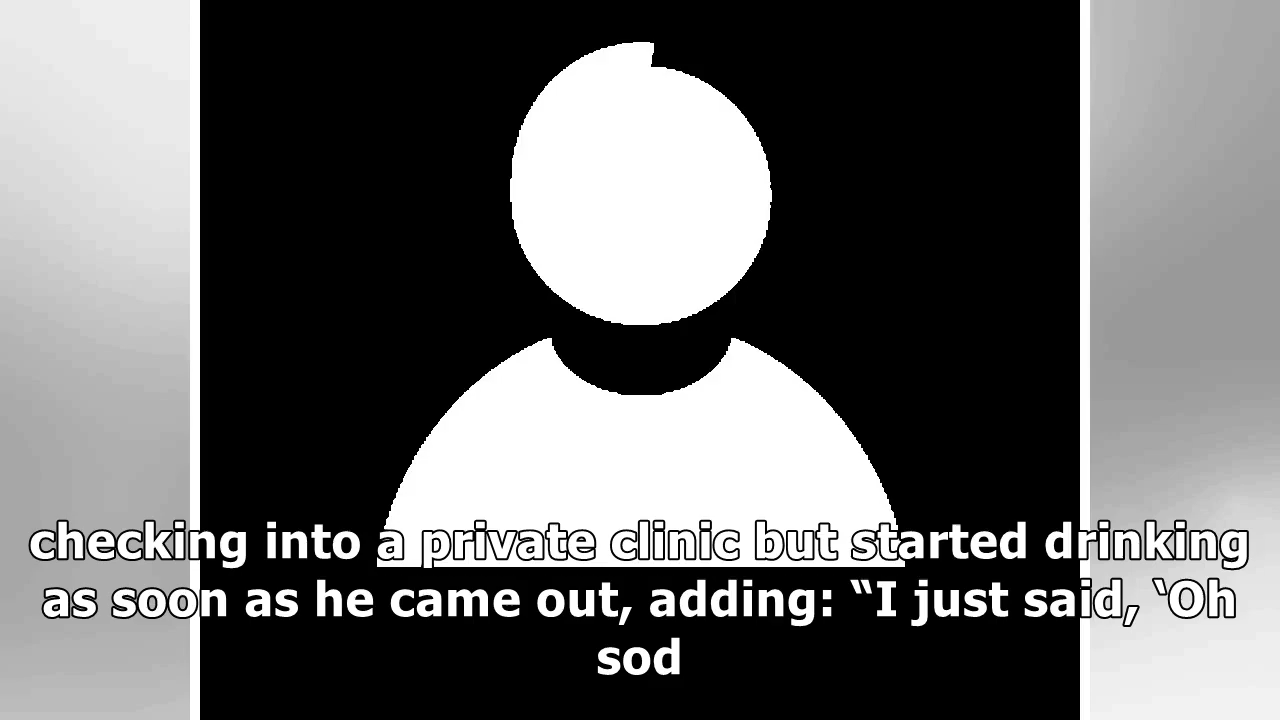 checking into a private clinic but started drinking
as soon as he came out, adding: “I just said, ‘Oh
sod